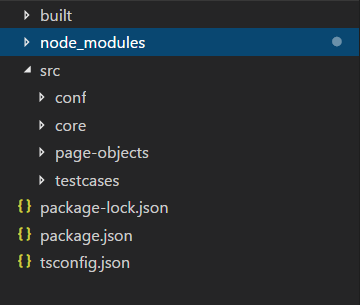 built
node_modules
src
conf
core
page-objects
testcases
{} package-lock.json
{} package.json
{} tsconfig.json